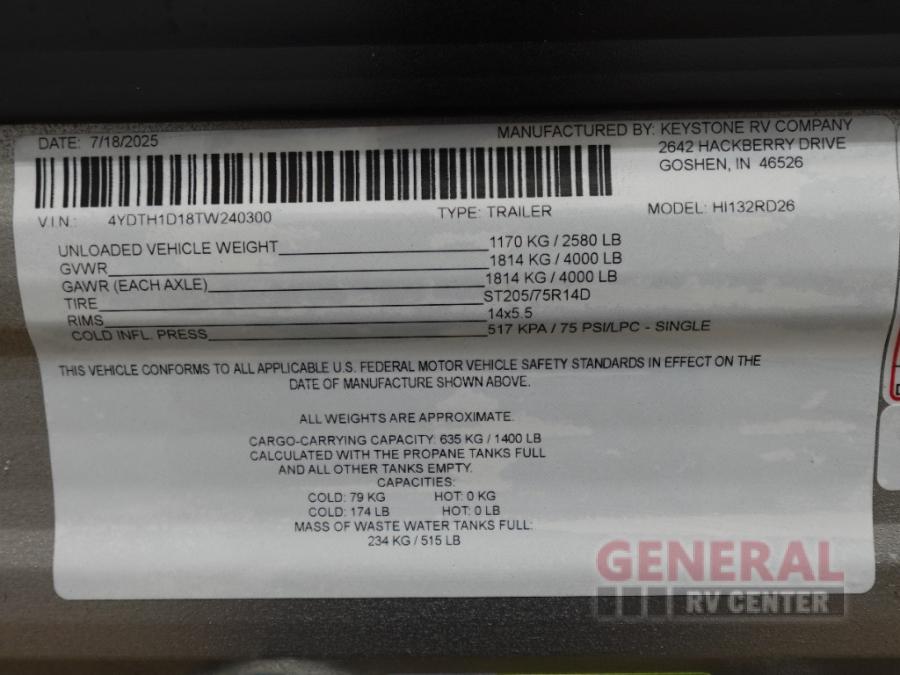 DATE: 7/18/2025
MANUFACTURED BY: KEYSTONE RV COMPANY
2642 HACKBERRY DRIVE
GOSHEN, IN 46526
V.I.N.: 4YDTH1D18TW240300 TYPE: TRAILER MODEL: HI132RD26
UNLOADED VEHICLE WEIGHT 1170 KG / 2580 LB
GVWR 1814 KG / 4000 LB
GAWR (EACH AXLE) 1814 KG / 4000 LB
TIRE ST205/75R14D
RIMS 14x5.5
COLD INFL. PRESS 517 KPA / 75 PSI/LPC - SINGLE
THIS VEHICLE CONFORMS TO ALL APPLICABLE U.S. FEDERAL MOTOR VEHICLE SAFETY STANDARDS IN EFFECT ON THE
DATE OF MANUFACTURE SHOWN ABOVE.
ALL WEIGHTS ARE APPROXIMATE.
CARGO-CARRYING CAPACITY: 635 KG / 1400 LB
CALCULATED WITH THE PROPANE TANKS FULL
AND ALL OTHER TANKS EMPTY.
CAPACITIES:
COLD: 79 KG HOT: 0 KG
COLD: 174 LB HOT: 0 LB
MASS OF WASTE WATER TANKS FULL:
234 KG / 515 LB
GENERAL
RV CENTER